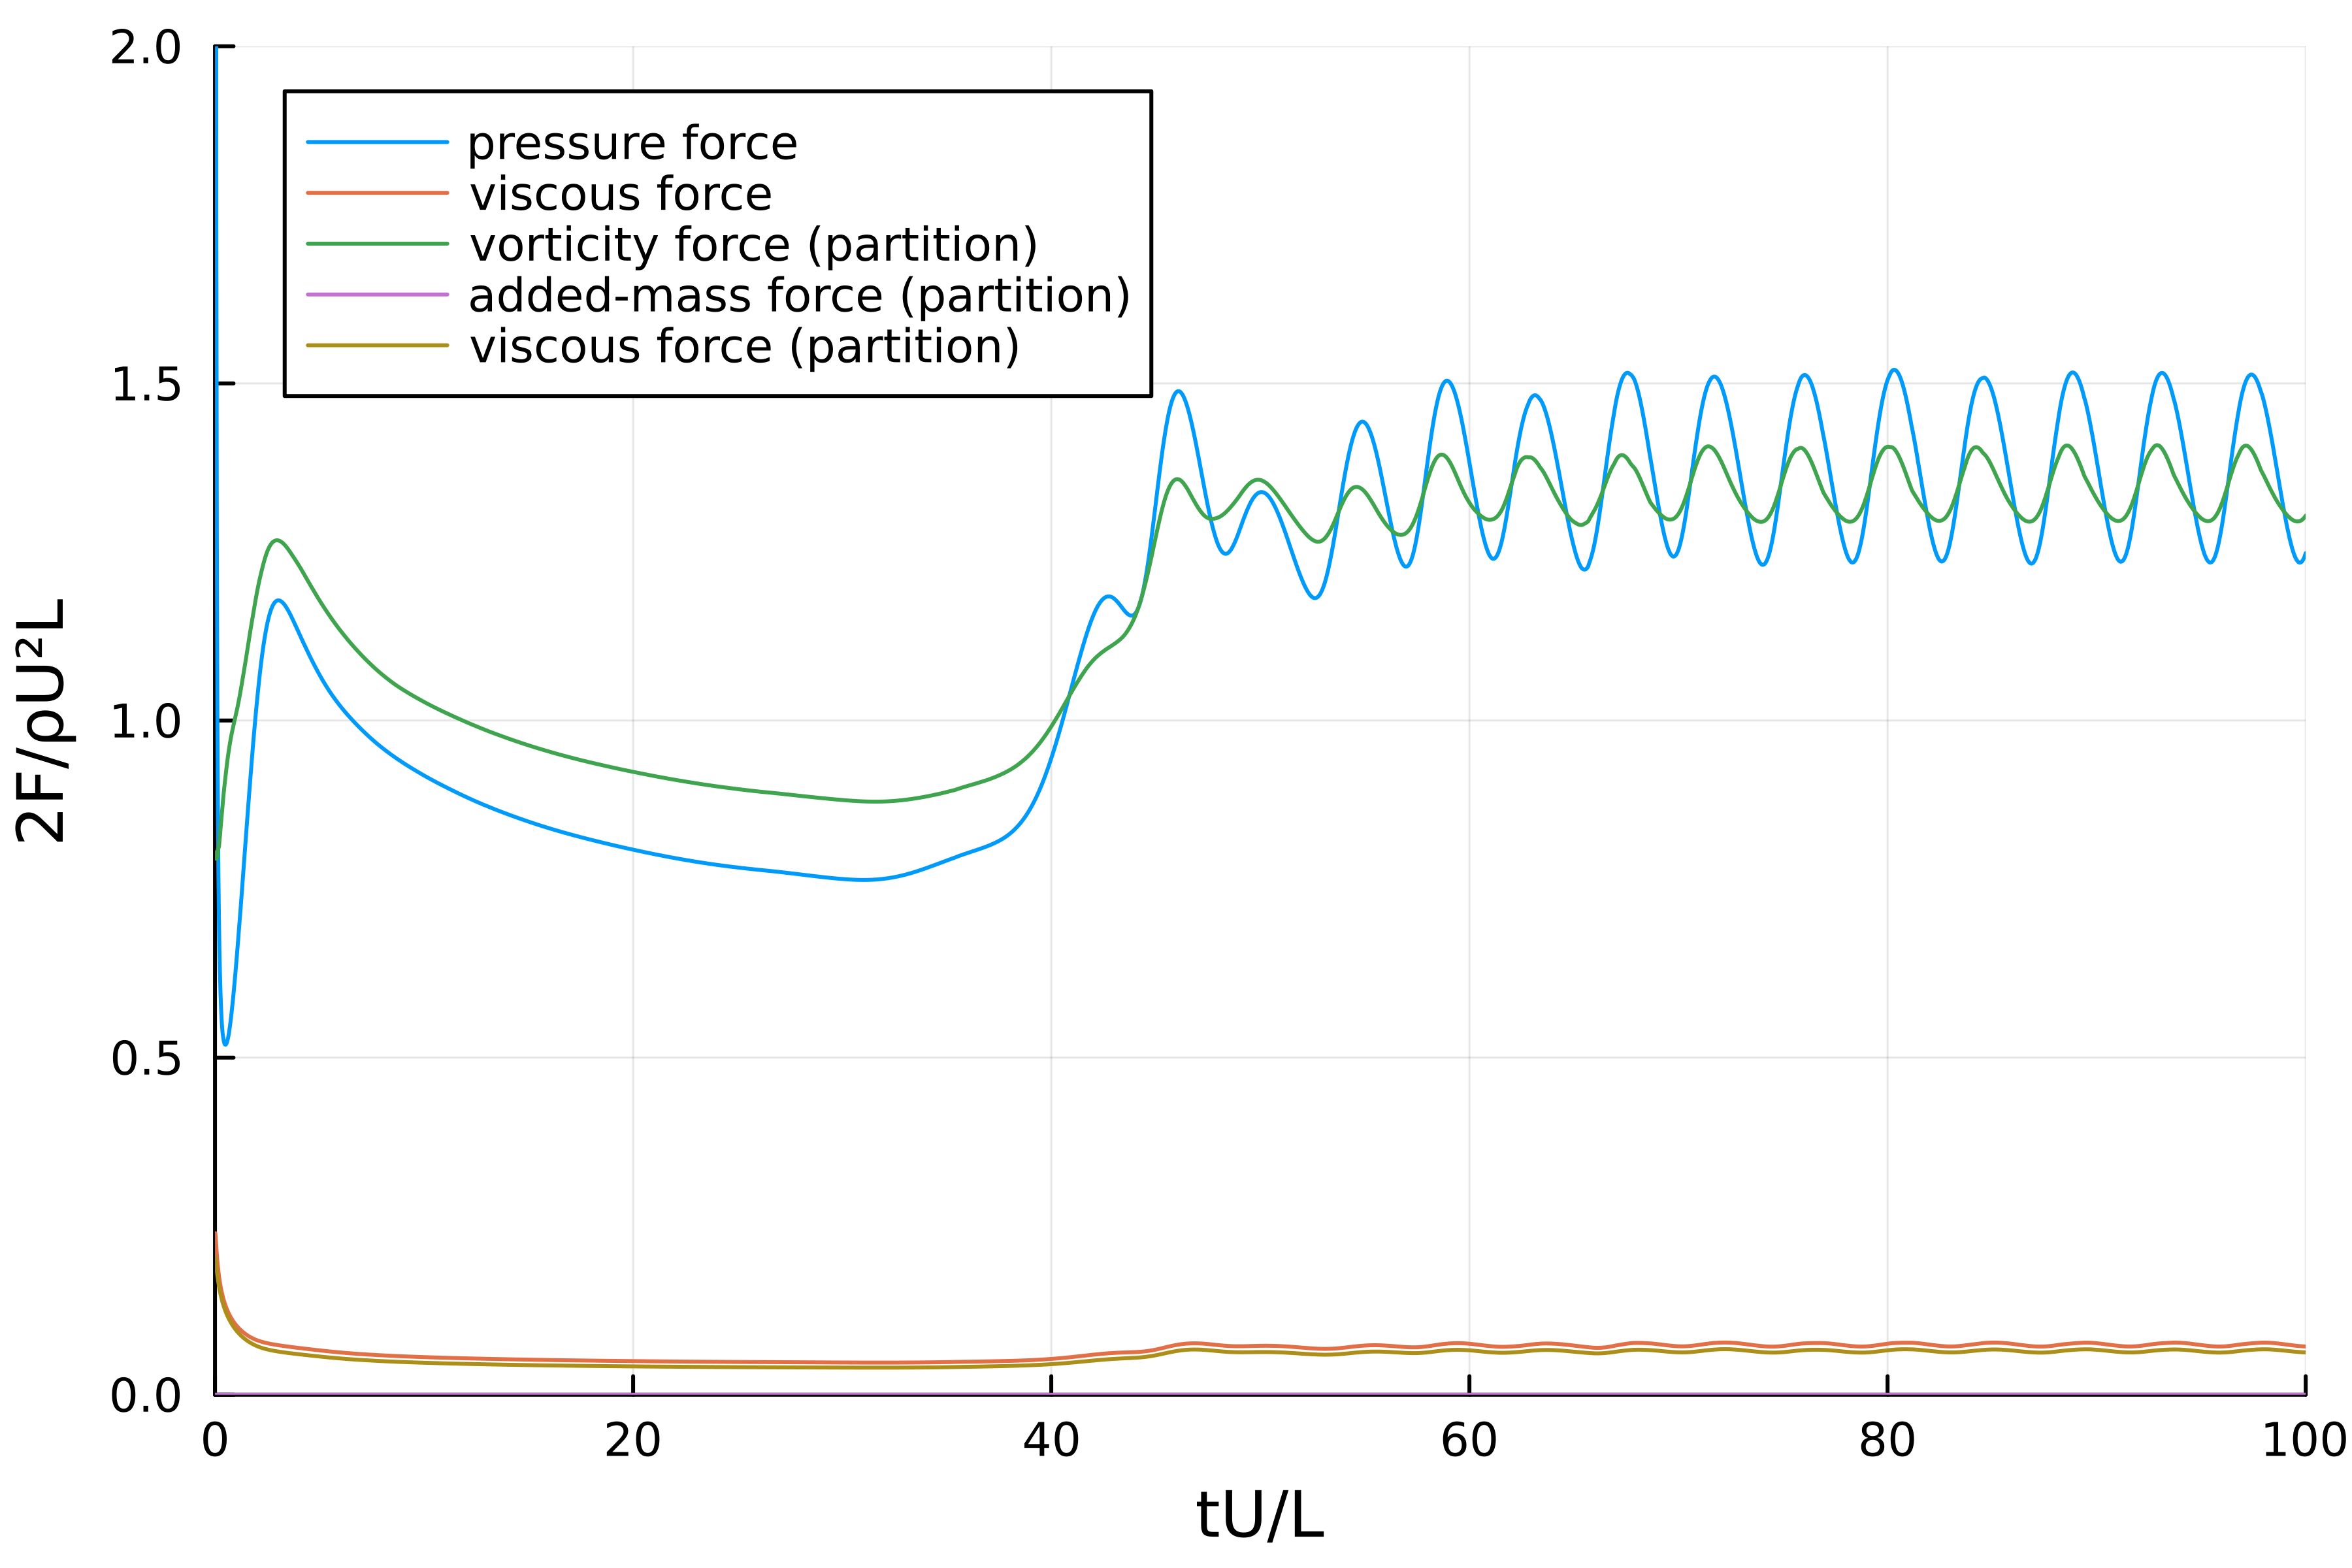 2.0
1.5
1.0
0.5
0.0
2F/ρU²L
pressure force
viscous force
vorticity force (partition)
added-mass force (partition)
viscous force (partition)
0 20 40 60 80 100
tU/L